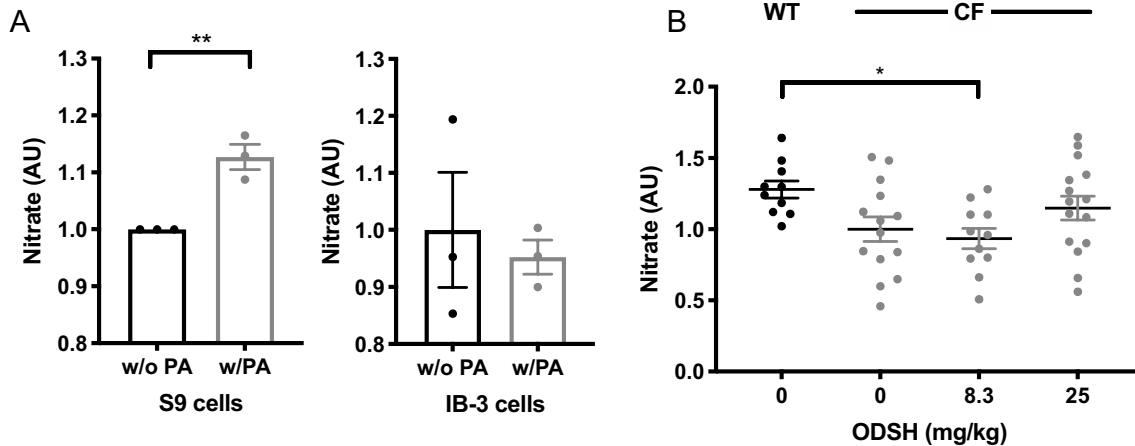 A
**
Nitrate (AU)
1.3
1.2
1.1
1.0
0.9
0.8
w/o PA w/PA
S9 cells
Nitrate (AU)
1.3
1.2
1.1
1.0
0.9
0.8
w/o PA w/PA
IB-3 cells
B
WT CF
*
Nitrate (AU)
2.0
1.5
1.0
0.5
0.0
0 0 8.3 25
ODSH (mg/kg)